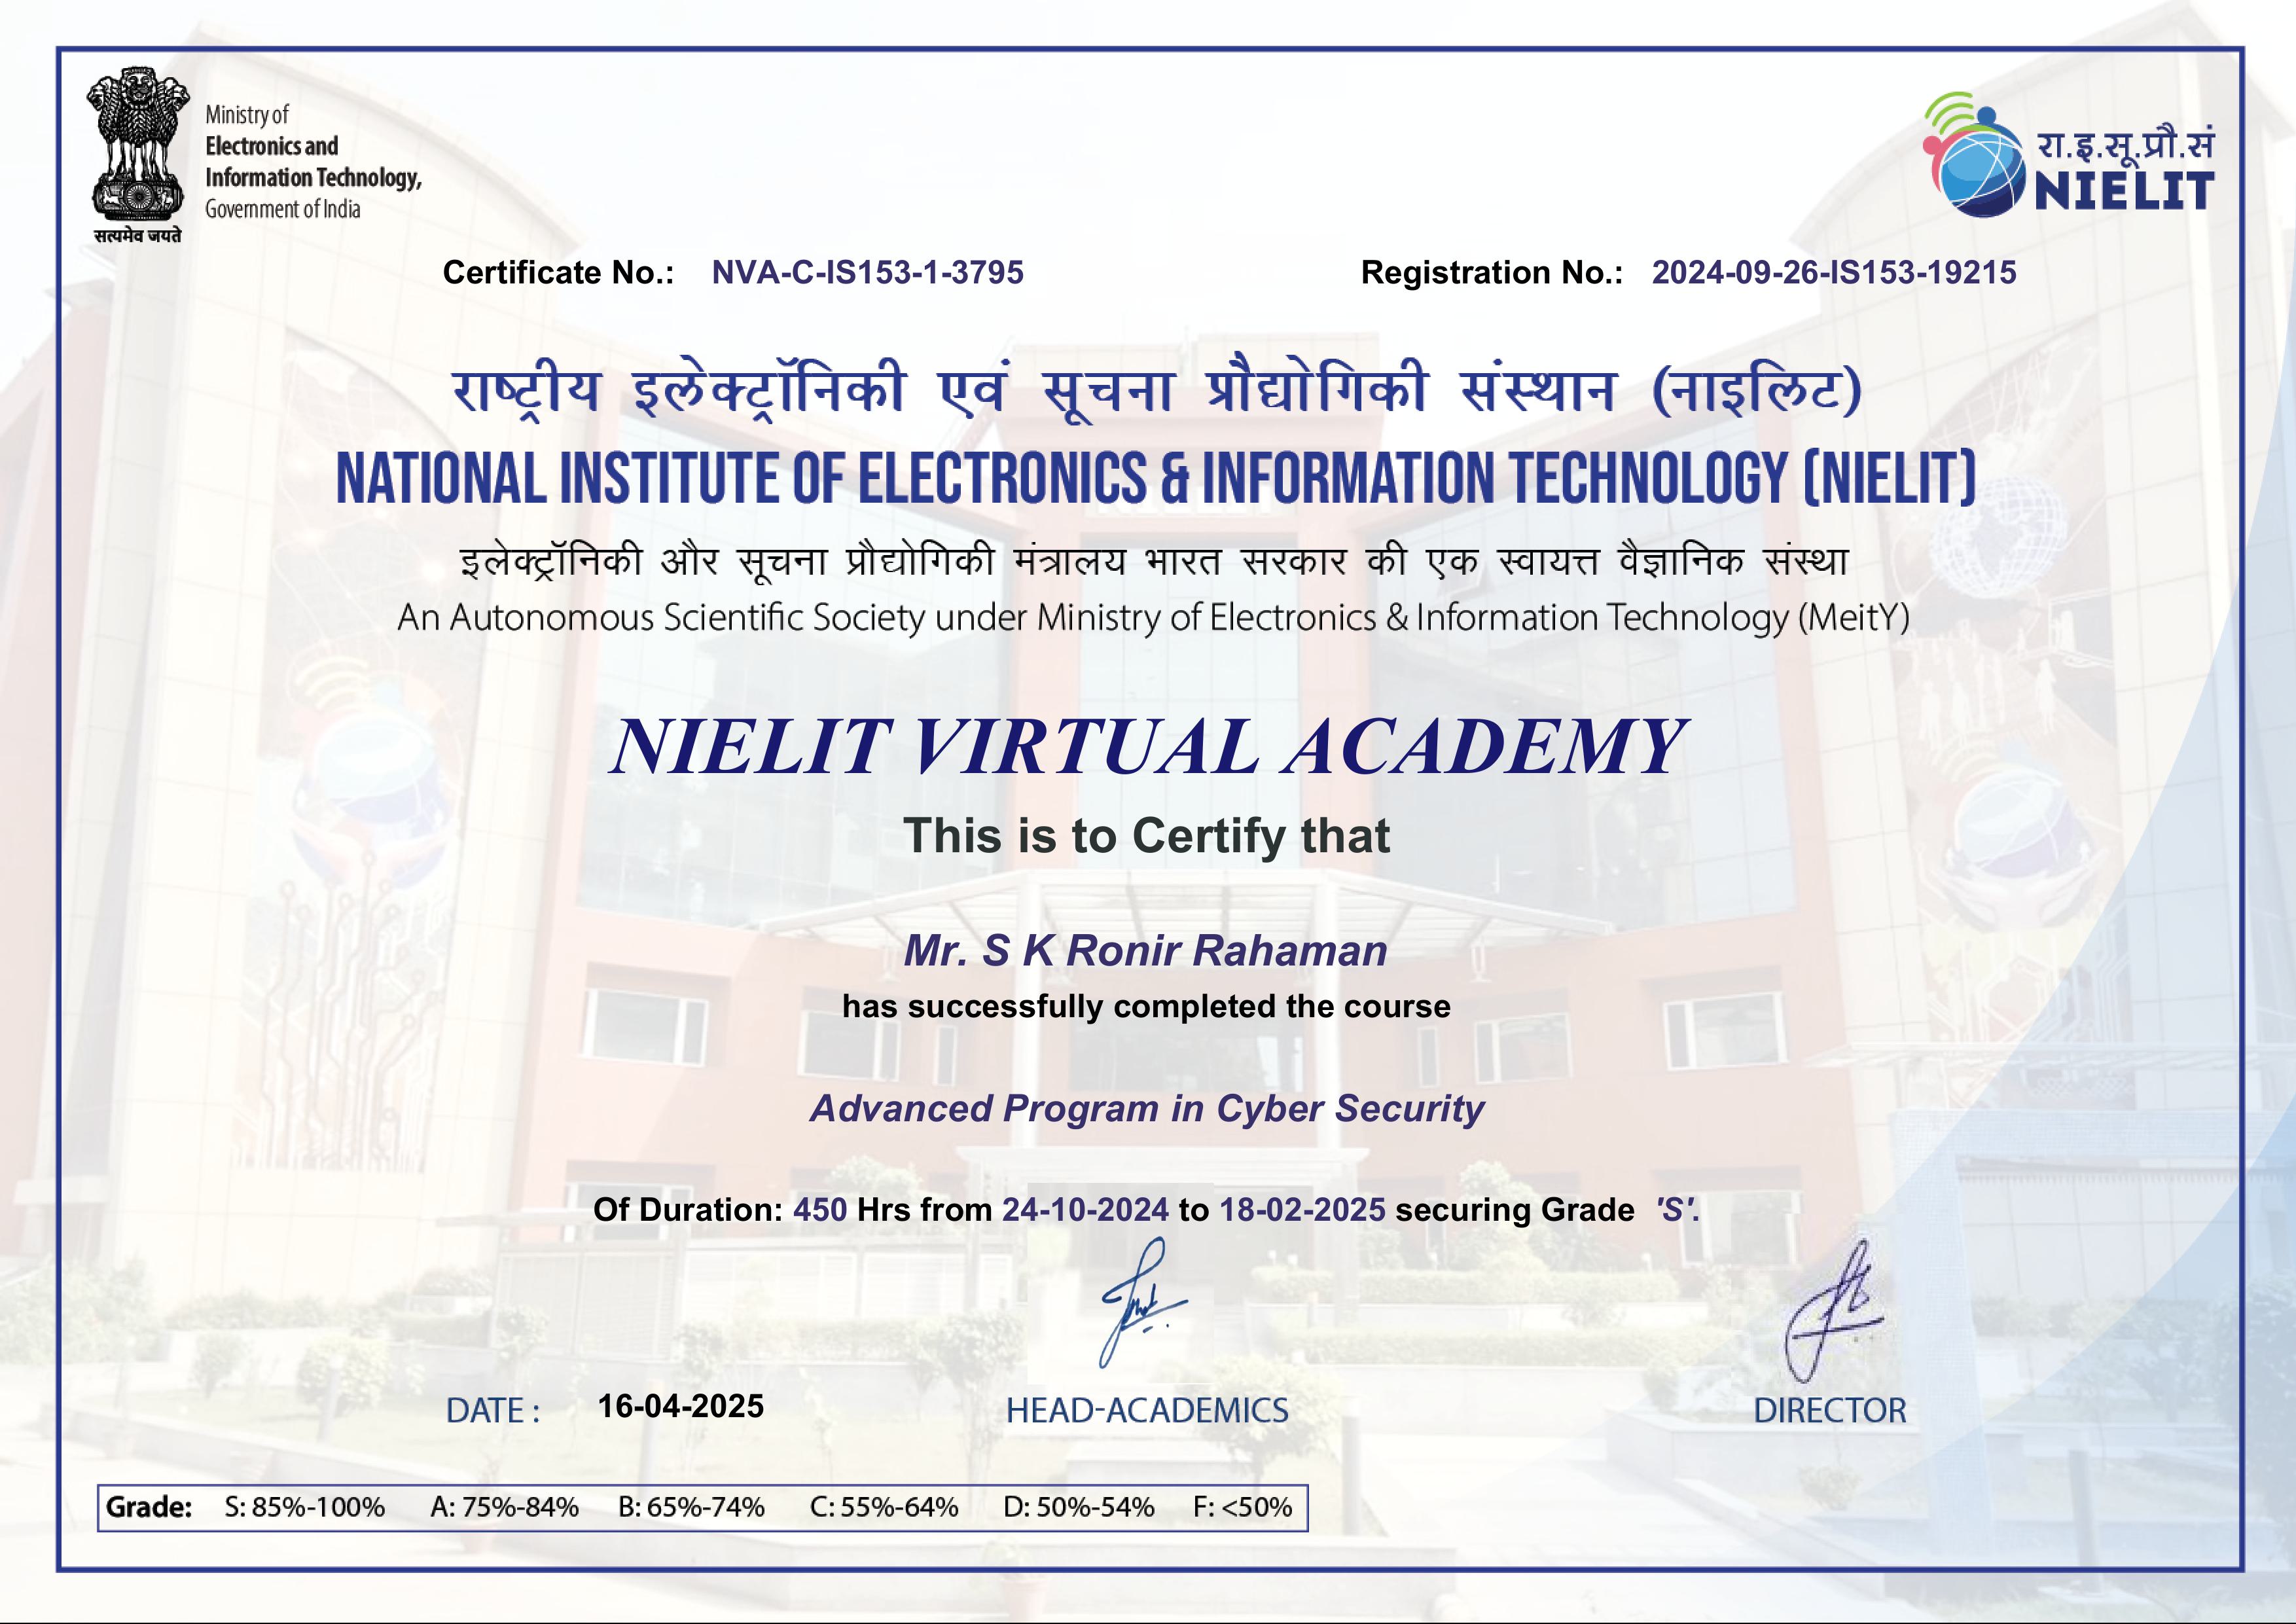 Ministry of
Electronics and
Information Technology,
Government of India
सत्यमेव जयते
रा.इ.सू.प्रौ.सं
NIELIT
Certificate No.: NVA-C-IS153-1-3795 Registration No.: 2024-09-26-IS153-19215
राष्ट्रीय इलेक्ट्रॉनिकी एवं सूचना प्रौद्योगिकी संस्थान (नाइलिट)
NATIONAL INSTITUTE OF ELECTRONICS & INFORMATION TECHNOLOGY (NIELIT)
इलेक्ट्रॉनिकी और सूचना प्रौद्योगिकी मंत्रालय भारत सरकार की एक स्वायत्त वैज्ञानिक संस्था
An Autonomous Scientific Society under Ministry of Electronics & Information Technology (MeitY)
NIELIT VIRTUAL ACADEMY
This is to Certify that
Mr. S K Ronir Rahaman
has successfully completed the course
Advanced Program in Cyber Security
Of Duration: 450 Hrs from 24-10-2024 to 18-02-2025 securing Grade 'S'.
DATE : 16-04-2025 HEAD-ACADEMICS DIRECTOR
Grade: S: 85%-100% A: 75%-84% B: 65%-74% C: 55%-64% D: 50%-54% F: <50%